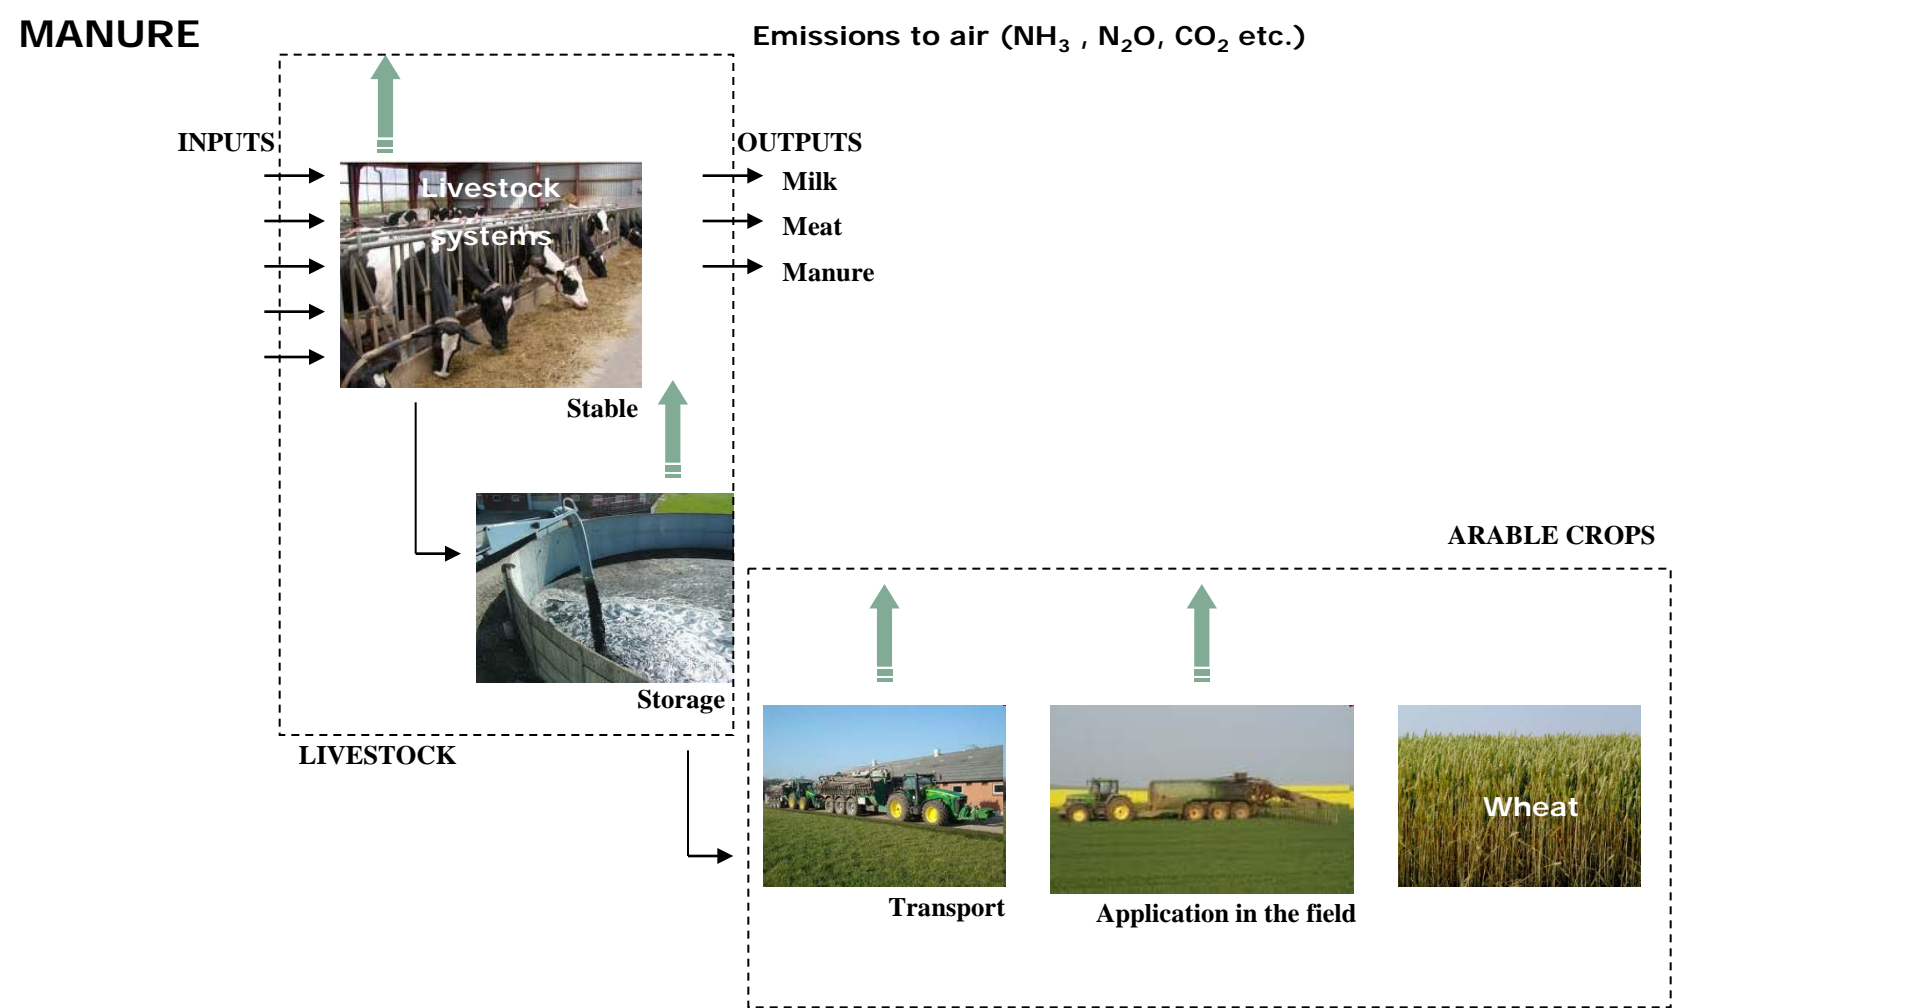 MANURE
Emissions to air (NH₃ , N₂O, CO₂ etc.)
INPUTS
OUTPUTS
Livestock
systems
Milk
Meat
Manure
Stable
Storage
LIVESTOCK
ARABLE CROPS
Wheat
Transport
Application in the field